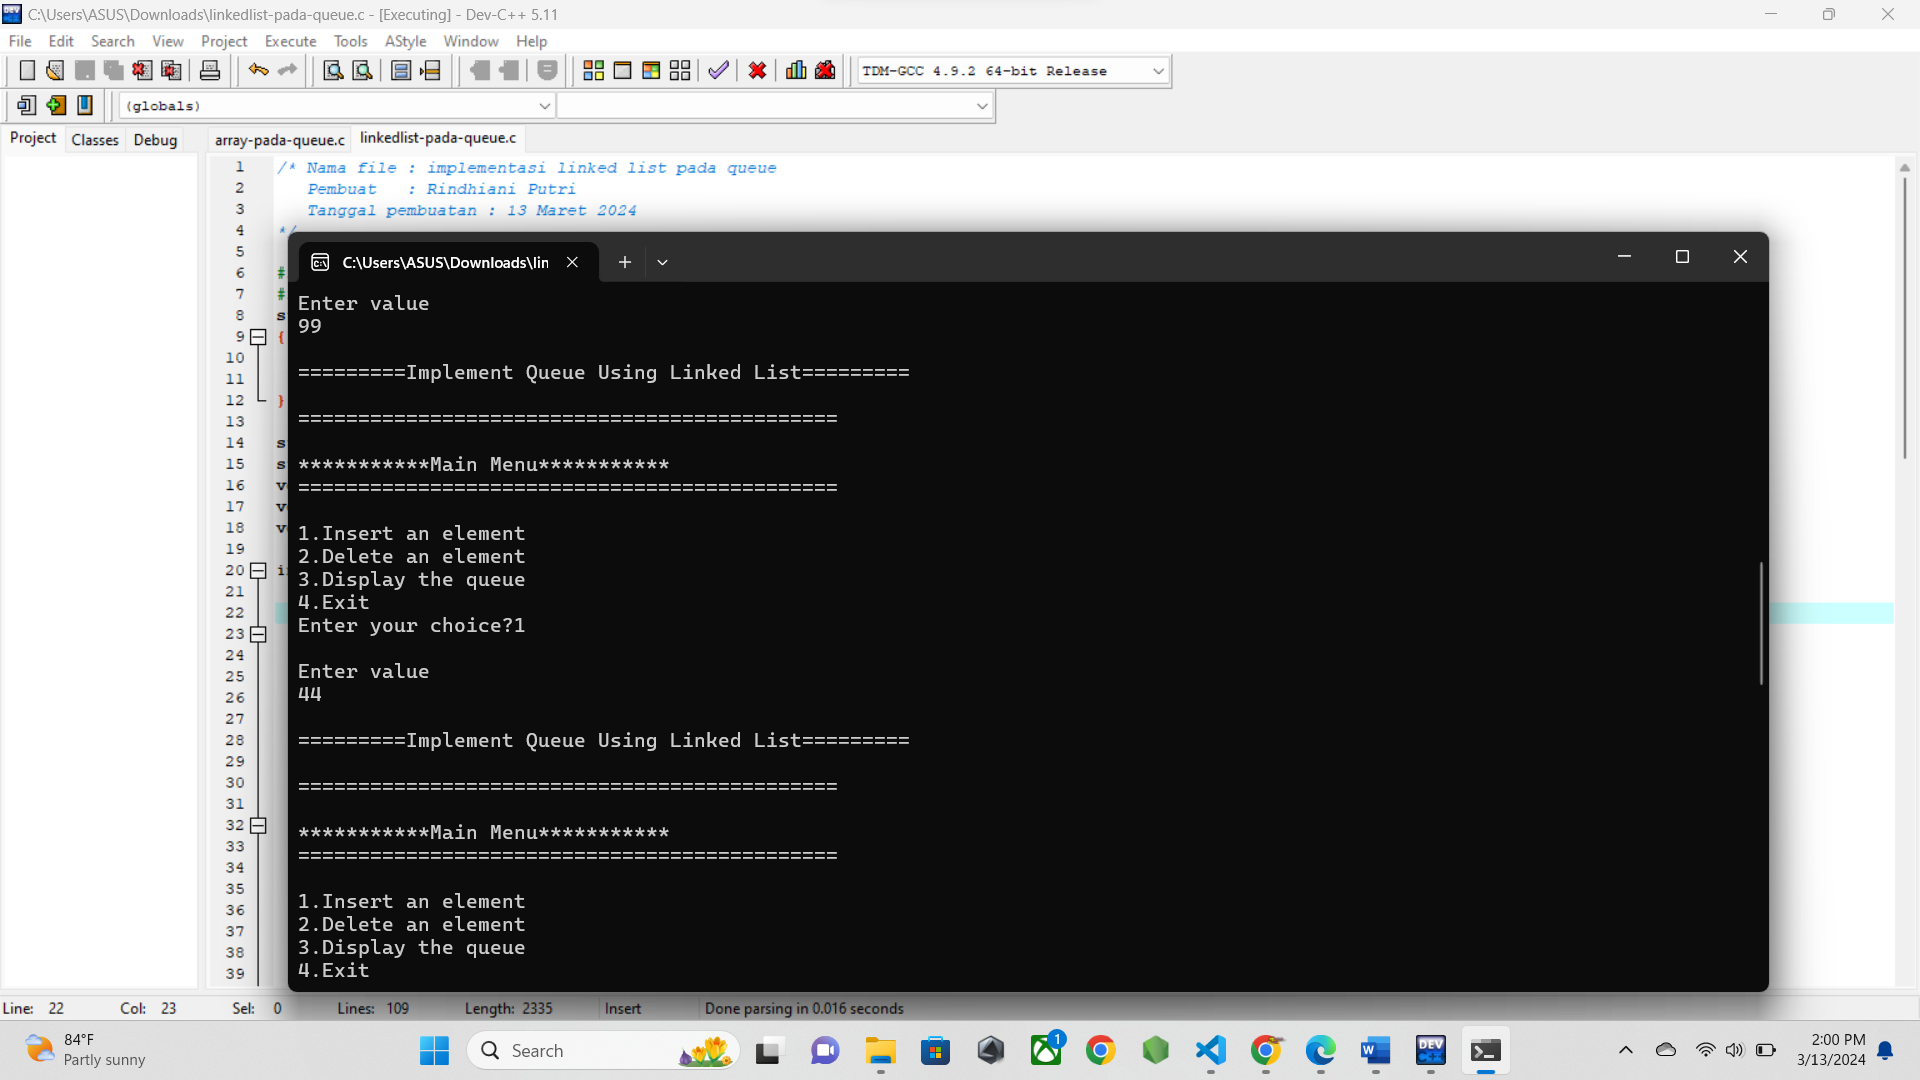 C:\Users\ASUS\Downloads\linkedlist-pada-queue.c - [Executing] - Dev-C++ 5.11
File Edit Search View Project Execute Tools AStyle Window Help
TDM-GCC 4.9.2 64-bit Release
(globals)
Project Classes Debug
array-pada-queue.c linkedlist-pada-queue.c
1 /* Nama file : implementasi linked list pada queue
2 Pembuat : Rindhiani Putri
3 Tanggal pembuatan : 13 Maret 2024
4 */
5
6 #
7 #
8 s
9 {
10
11
12 }
13
14 s
15 s
16 v
17 v
18 v
19
20 i
21
22
23
24
25
26
27
28
29
30
31
32
33
34
35
36
37
38
39
C:\Users\ASUS\Downloads\lin
Enter value
99
=========Implement Queue Using Linked List=========
=============================================
***********Main Menu***********
=============================================
1.Insert an element
2.Delete an element
3.Display the queue
4.Exit
Enter your choice?1
Enter value
44
=========Implement Queue Using Linked List=========
=============================================
***********Main Menu***********
=============================================
1.Insert an element
2.Delete an element
3.Display the queue
4.Exit
Line: 22 Col: 23 Sel: 0 Lines: 109 Length: 2335 Insert Done parsing in 0.016 seconds
84°F
Partly sunny
Search
1
DEV
C++
2:00 PM
3/13/2024